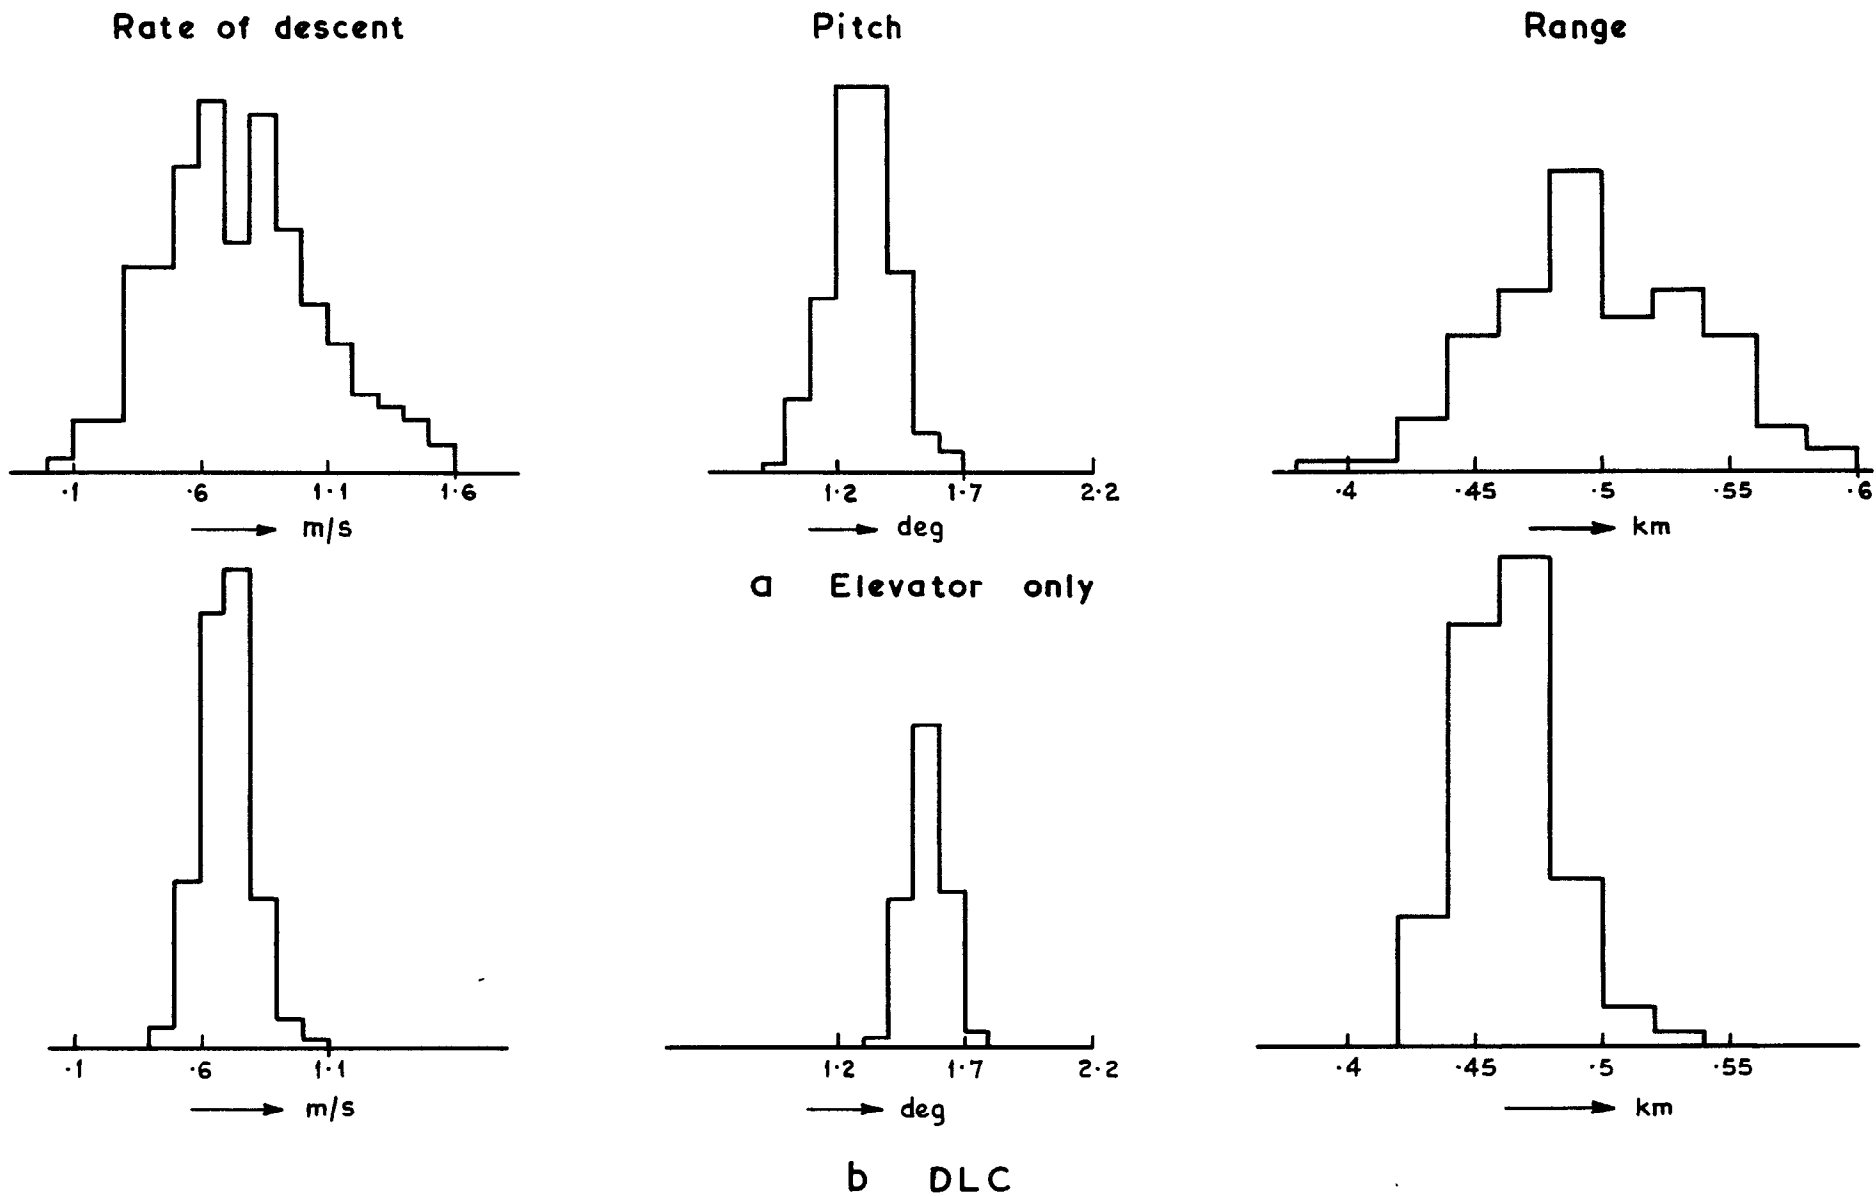 Rate of descent
Pitch
Range
·1 ·6 1·1 1·6
1·2 1·7 2·2
·4 ·45 ·5 ·55 ·6
m/s
deg
km
a Elevator only
·1 ·6 1·1
1·2 1·7 2·2
·4 ·45 ·5 ·55
m/s
deg
km
b DLC